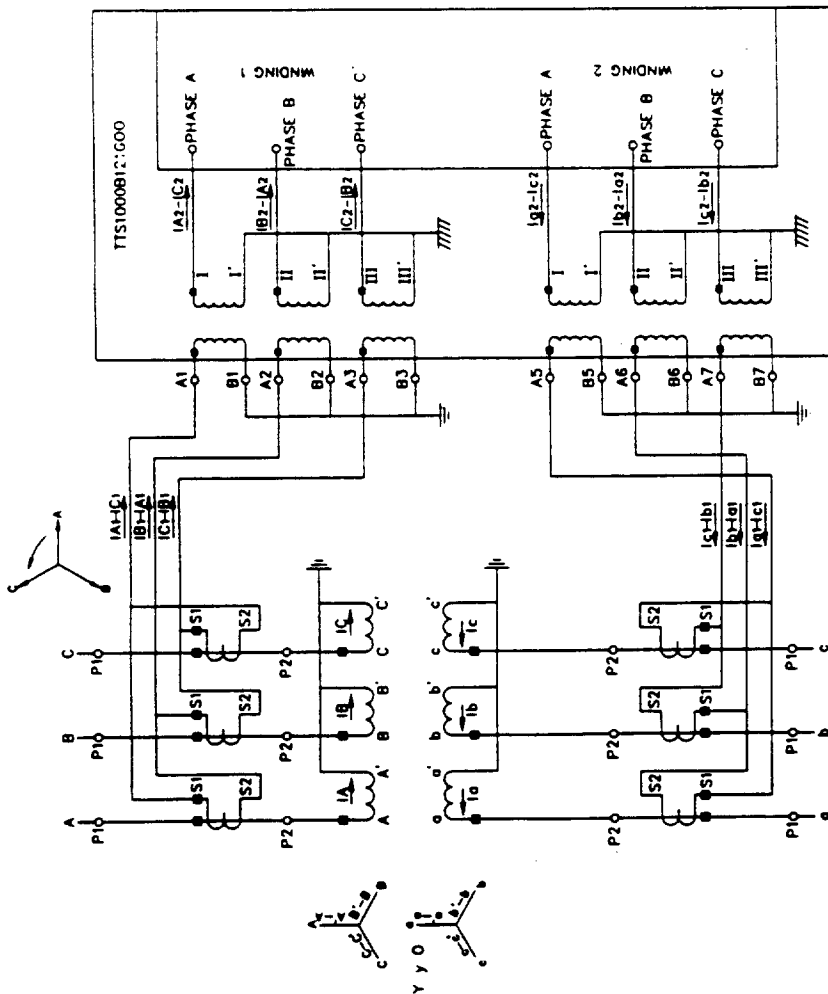 TTS1000B121G00
WINDING 1
PHASE A
PHASE B
PHASE C
WINDING 2
PHASE A
PHASE B
PHASE C
IA2-IC2
IB2-IA2
IC2-IB2
Ia2-Ic2
Ib2-Ia2
Ic2-Ib2
I
I'
II
II'
III
III'
I
I'
II
II'
III
III'
A1
B1
A2
B2
A3
B3
A5
B5
A6
B6
A7
B7
IA1-IC1
IB1-IA1
IC1-IB1
Ic1-Ib1
Ib1-Ia1
Ia1-Ic1
C
A
B
A
B
C
P1
P1
P1
S1
S1
S1
S2
S2
S2
P2
P2
P2
IA
IB
IC
A
A'
B
B'
C
C'
a
a'
b
b'
c
c'
Ia
Ib
Ic
P2
P2
P2
S2
S2
S2
S1
S1
S1
P1
P1
P1
a
b
c
A
B'-B
B
C
a
b'-b
b
Y y 0